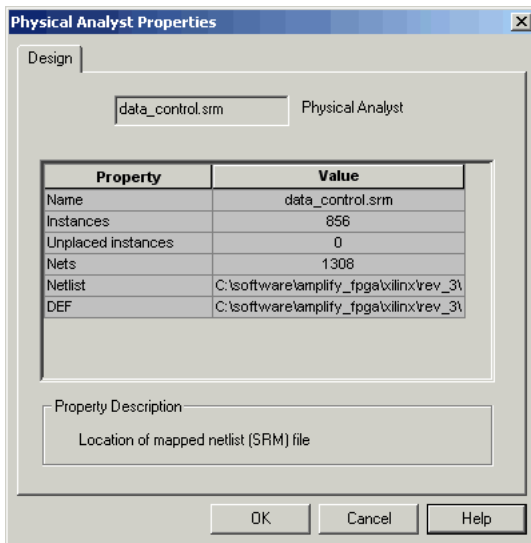 Physical Analyst Properties
Design
data_control.srm Physical Analyst
Property Value
Name data_control.srm
Instances 856
Unplaced instances 0
Nets 1308
Netlist C:\software\amplify_fpga\xilinx\rev_3\
DEF C:\software\amplify_fpga\xilinx\rev_3\
Property Description
Location of mapped netlist (SRM) file
OK Cancel Help